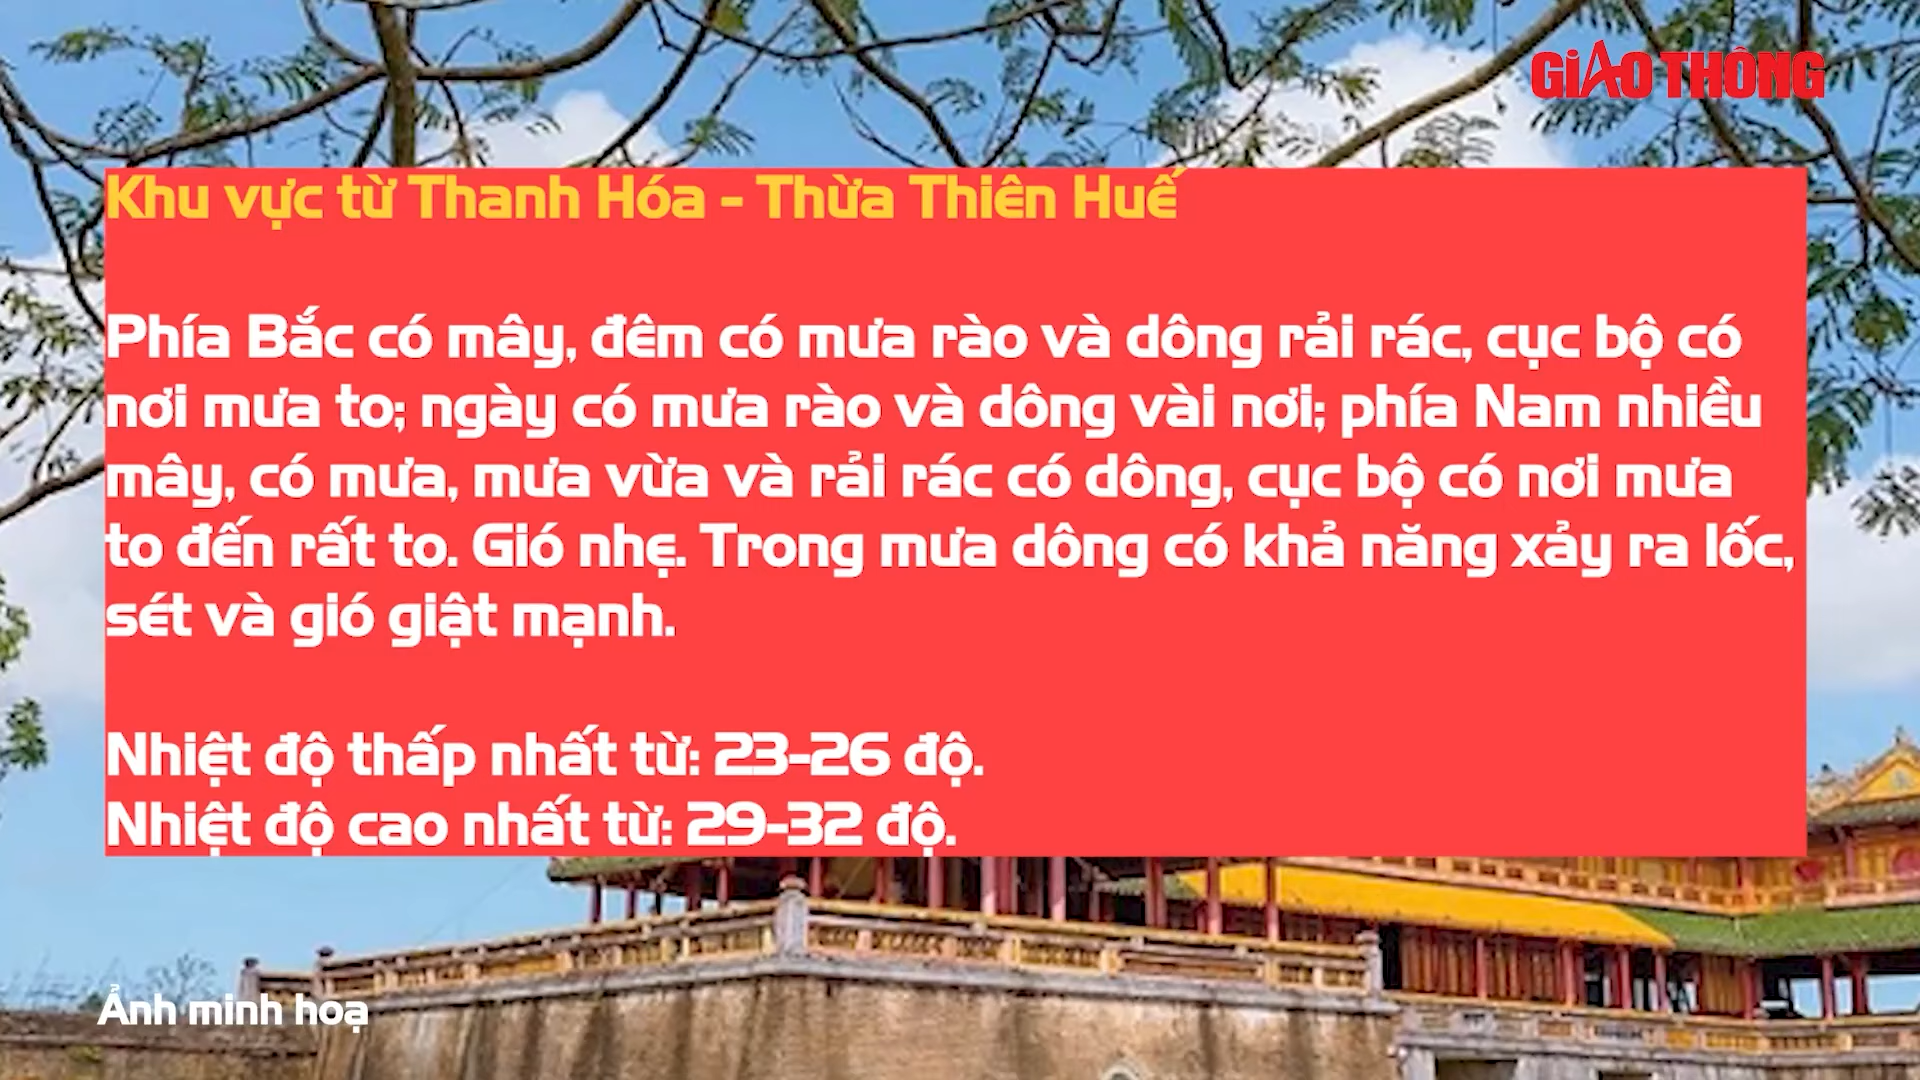 GIAO THÔNG
Khu vực từ Thanh Hóa - Thừa Thiên Huế
Phía Bắc có mây, đêm có mưa rào và dông rải rác, cục bộ có
nơi mưa to; ngày có mưa rào và dông vài nơi; phía Nam nhiều
mây, có mưa, mưa vừa và rải rác có dông, cục bộ có nơi mưa
to đến rất to. Gió nhẹ. Trong mưa dông có khả năng xảy ra lốc,
sét và gió giật mạnh.
Nhiệt độ thấp nhất từ: 23-26 độ.
Nhiệt độ cao nhất từ: 29-32 độ.
Ảnh minh hoạ